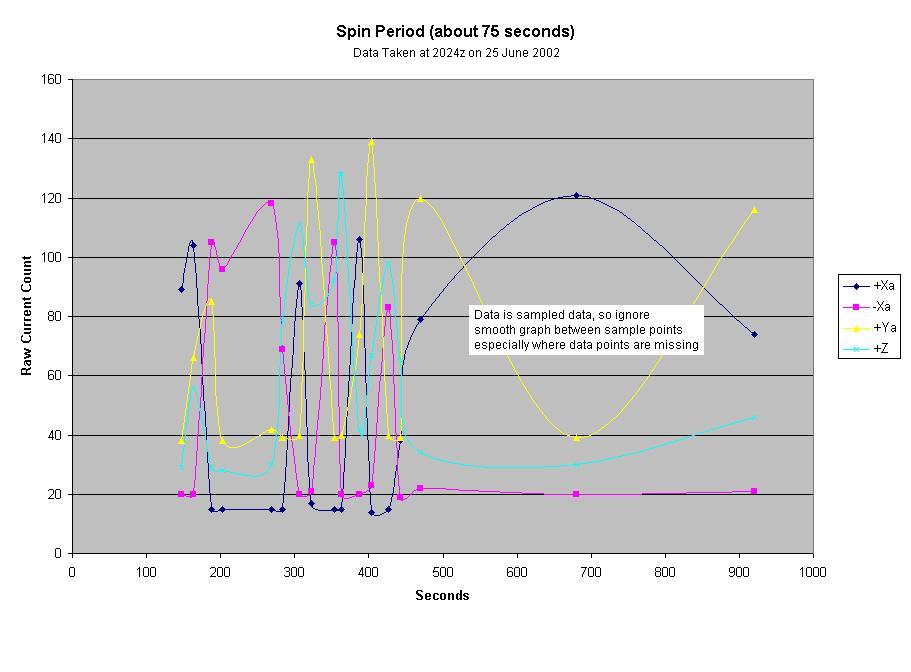 Spin Period (about 75 seconds)
Data Taken at 2024z on 25 June 2002
160
140
120
100
80
60
40
20
0
Raw Current Count
Data is sampled data, so ignore
smooth graph between sample points
especially where data points are missing
+Xa
-Xa
+Ya
+Z
0 100 200 300 400 500 600 700 800 900 1000
Seconds